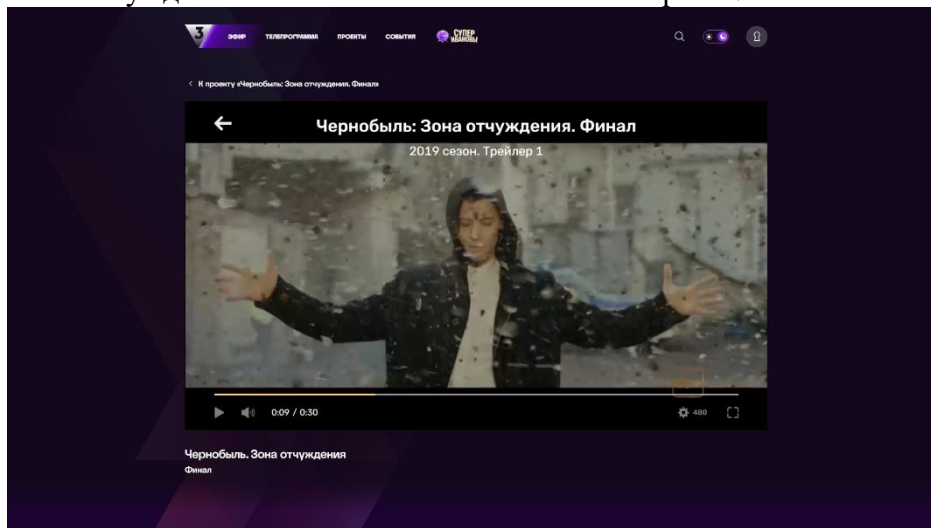 3 ЭФИР ТЕЛЕПРОГРАММА ПРОЕКТЫ СОБЫТИЯ СУПЕР ИВАНОВЫ
< К проекту «Чернобыль: Зона отчуждения. Финал»
Чернобыль: Зона отчуждения. Финал
2019 сезон. Трейлер 1
0:09 / 0:30 480
Чернобыль. Зона отчуждения
Финал